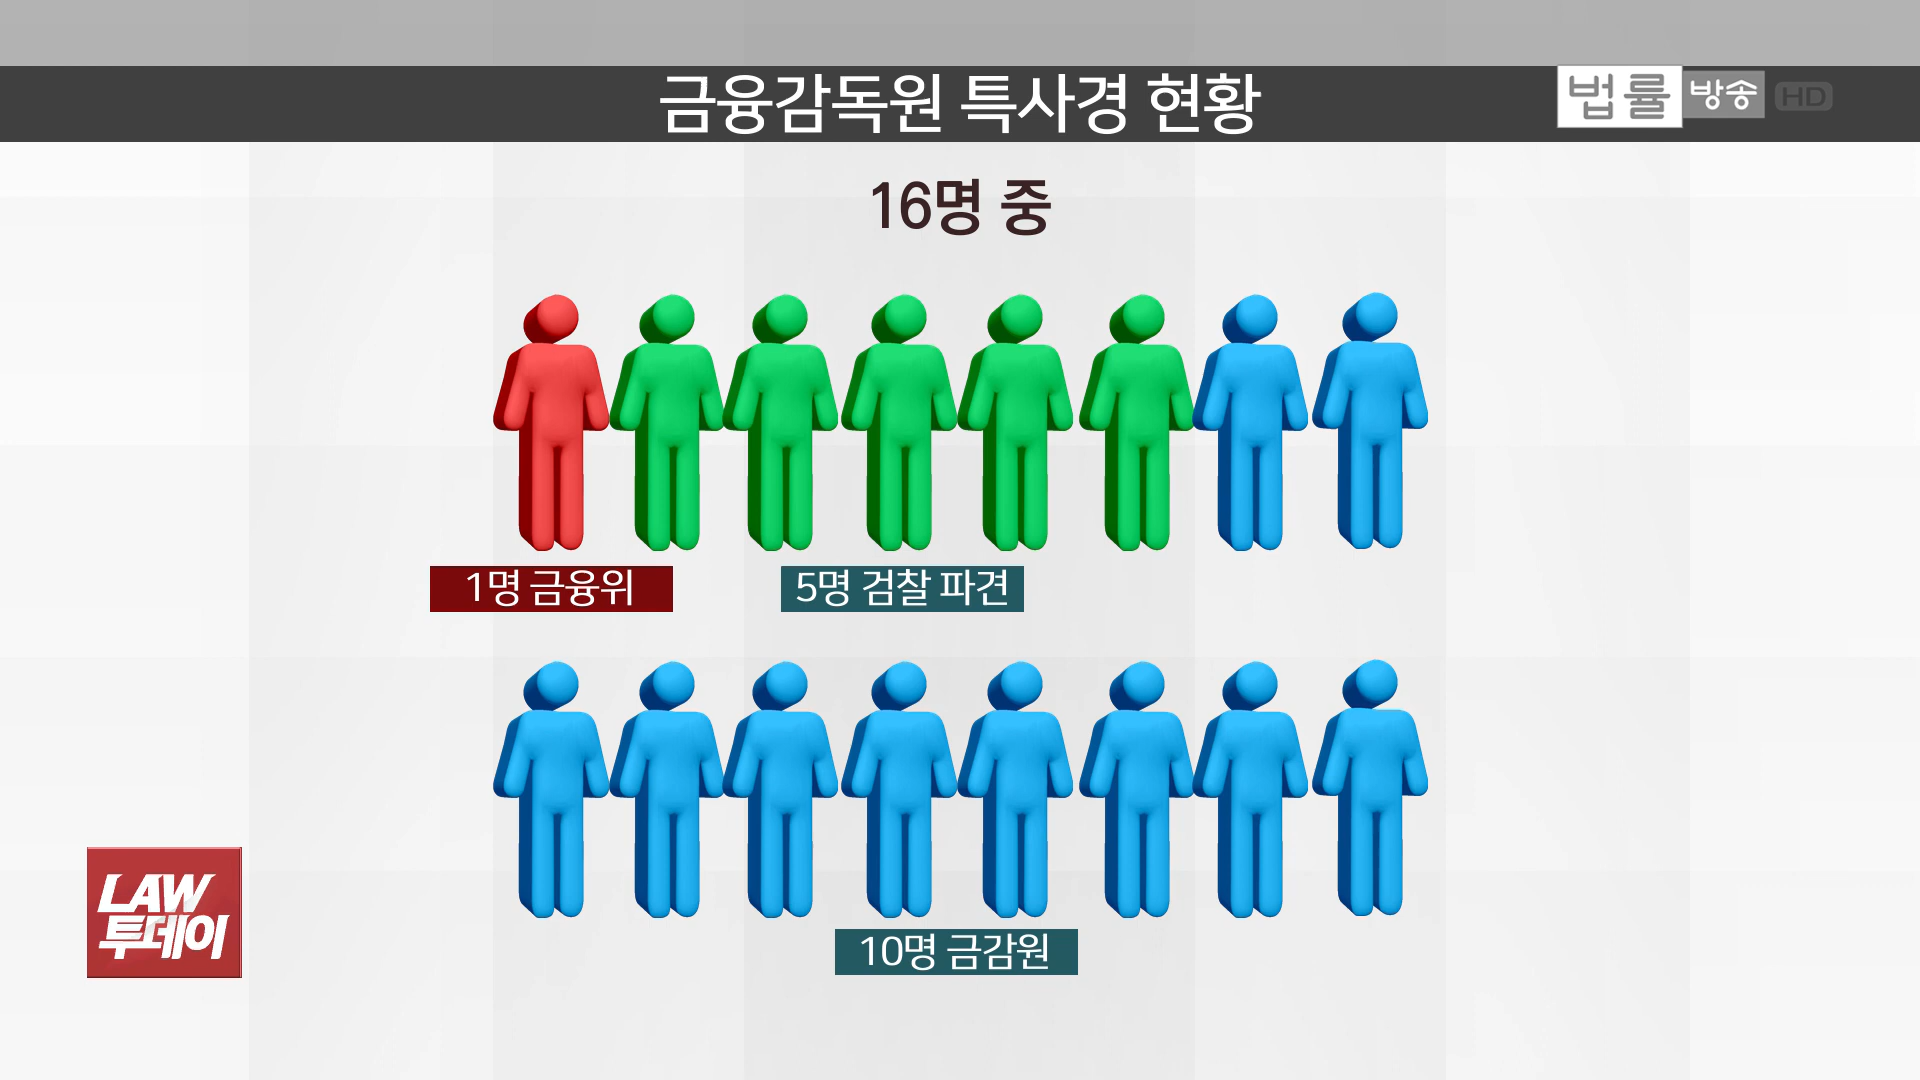 금융감독원 특사경 현황
법률방송 HD
16명 중
1명 금융위
5명 검찰 파견
10명 금감원
LAW
투데이